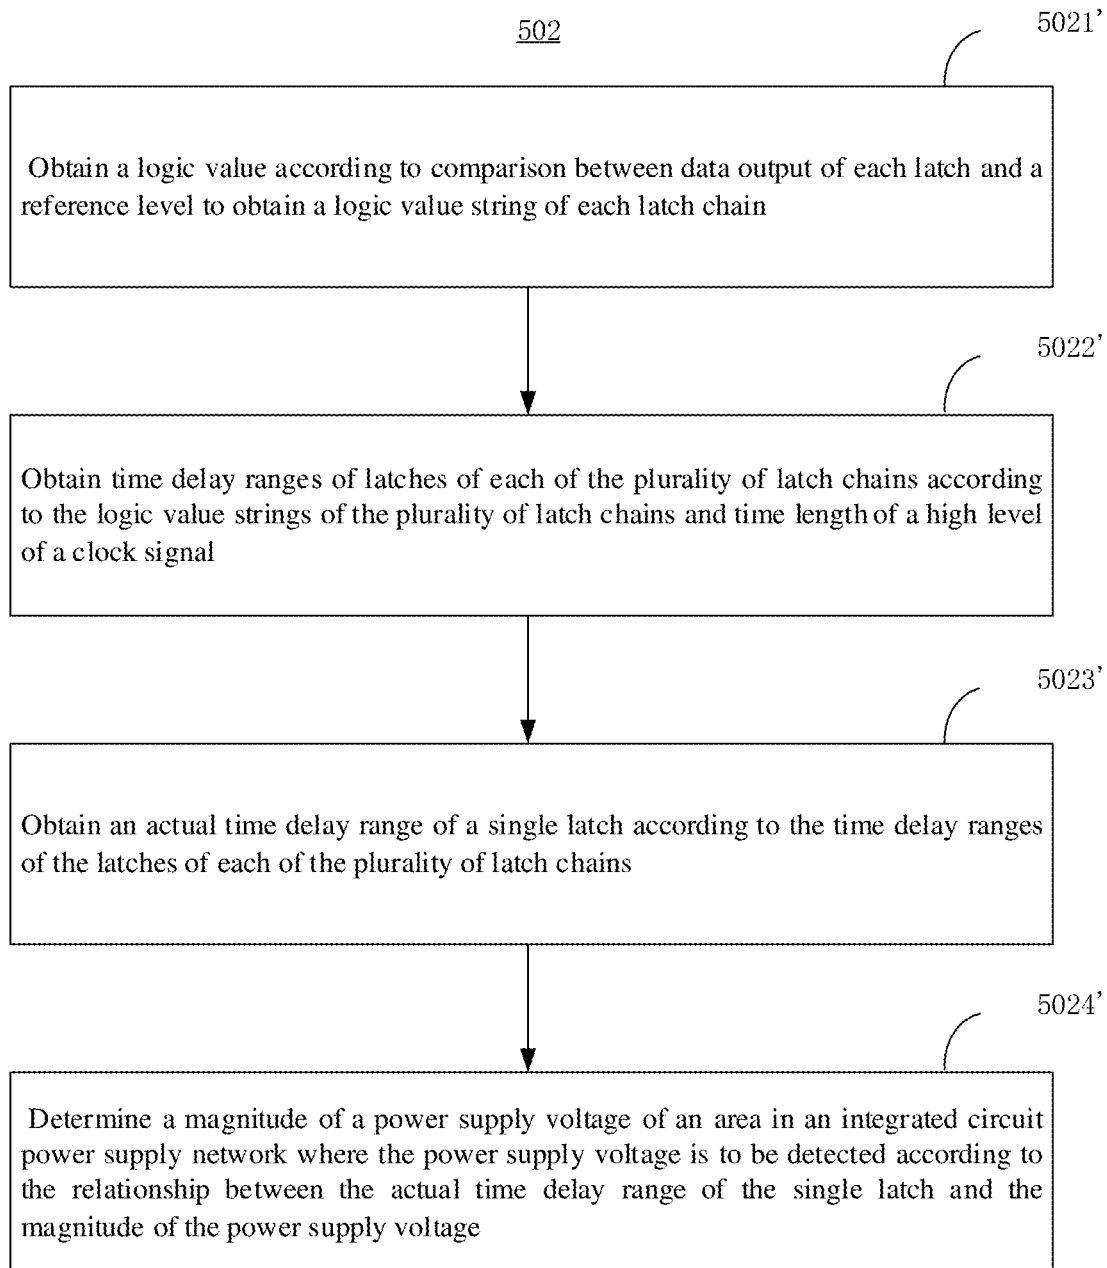 502
5021’
Obtain a logic value according to comparison between data output of each latch and a
reference level to obtain a logic value string of each latch chain
5022’
Obtain time delay ranges of latches of each of the plurality of latch chains according
to the logic value strings of the plurality of latch chains and time length of a high level
of a clock signal
5023’
Obtain an actual time delay range of a single latch according to the time delay ranges
of the latches of each of the plurality of latch chains
5024’
Determine a magnitude of a power supply voltage of an area in an integrated circuit
power supply network where the power supply voltage is to be detected according to
the relationship between the actual time delay range of the single latch and the
magnitude of the power supply voltage